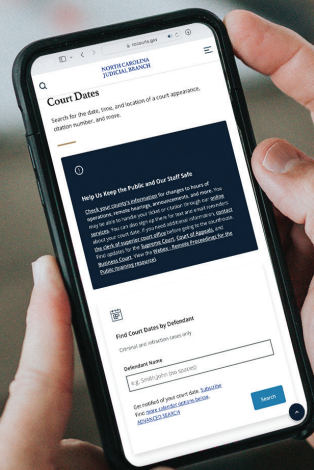 nccourts.gov
NORTH CAROLINA
JUDICIAL BRANCH
Court Dates
Search for the date, time, and location of a court appearance,
citation number, and more.
Help Us Keep the Public and Our Staff Safe
Check your county's information for changes to hours of
operations, remote hearings, announcements, and more. You
may be able to handle your ticket or citation through our online
services. You can also sign up there for text and email reminders
about your court date. If you need additional information, contact
the clerk of superior court office before going to the courthouse.
Find updates for the Supreme Court, Court of Appeals, and
Business Court. View the Webex - Remote Proceedings for the
Public (training resource).
Find Court Dates by Defendant
Criminal and infraction cases only
Defendant Name
e.g. Smith,John (no spaces)
Get notified of your court date. Subscribe
Find more calendar options below.
ADVANCED SEARCH
Search